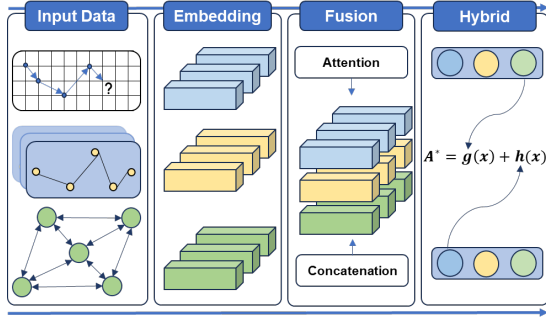 Input Data
Embedding
Fusion
Hybrid
?
Attention
A* = g(x) + h(x)
Concatenation